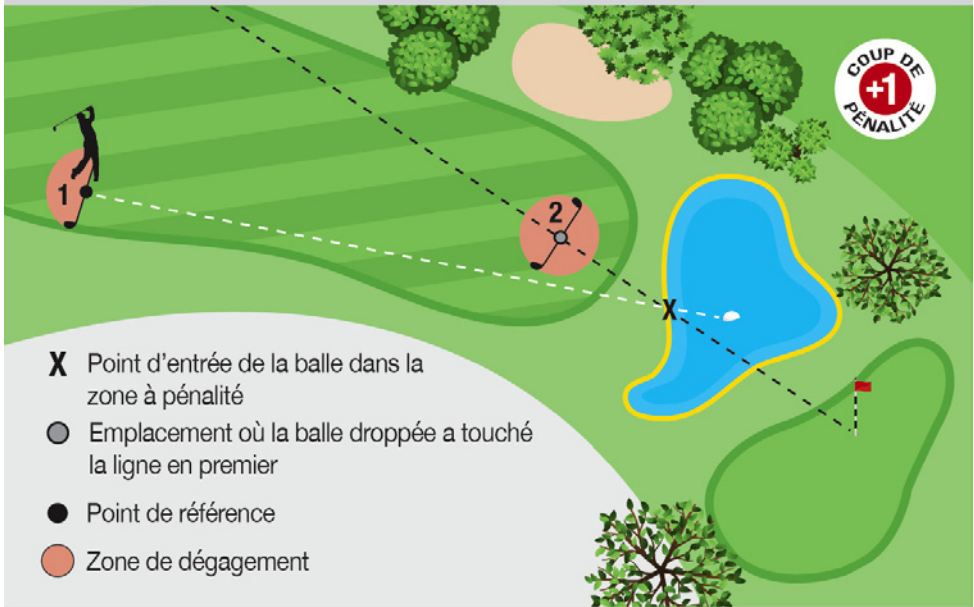 COUP DE
+1
PÉNALITÉ
1
2
X
X Point d'entrée de la balle dans la
zone à pénalité
Emplacement où la balle droppée a touché
la ligne en premier
Point de référence
Zone de dégagement